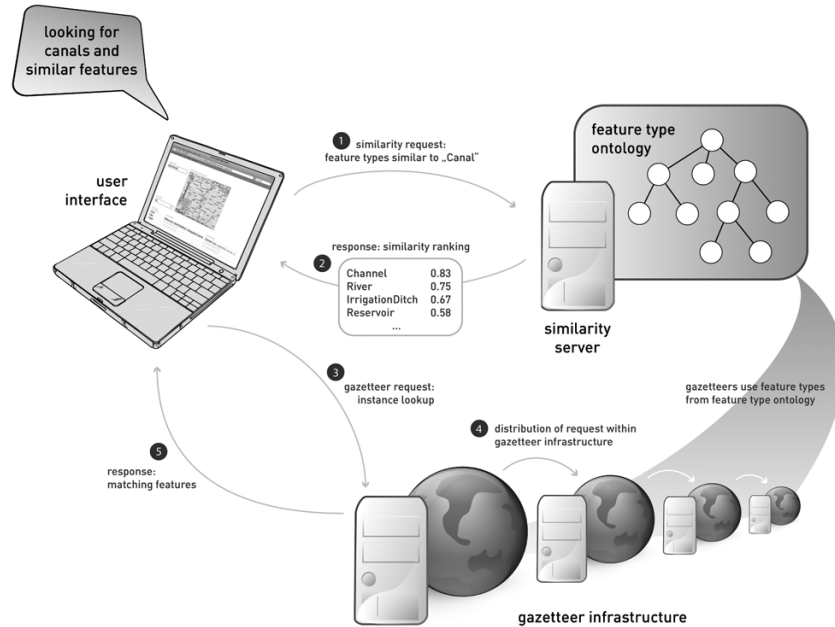 looking for
canals and
similar features
user
interface
1 similarity request:
feature types similar to „Canal“
feature type
ontology
2 response: similarity ranking
Channel 0.83
River 0.75
IrrigationDitch 0.67
Reservoir 0.58
...
similarity
server
3 gazetteer request:
instance lookup
gazetteers use feature types
from feature type ontology
4 distribution of request within
gazetteer infrastructure
5
response:
matching features
gazetteer infrastructure